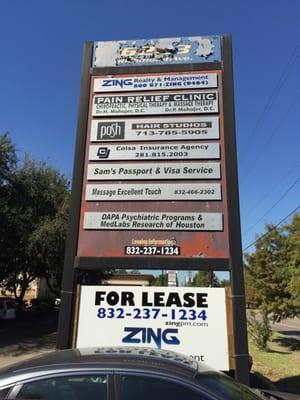 ZING Realty & Management
800 871-ZING (9464)
PAIN RELIEF CLINIC
CHIROPRACTIC, PHYSICAL THERAPY & MASSAGE THERAPY
Dr. H. Mohajer, D.C. Dr. P. Mohajer, D.C.
posh HAIR STUDIOS
713-785-5905
Colsa Insurance Agency
281.815.2003
Sam's Passport & Visa Service
Massage Excellent Touch 832-466-2302
DAPA Psychiatric Programs &
MedLabs Research of Houston
Leasing Information:
832-237-1234
FOR LEASE
832-237-1234
zingpm.com
ZING